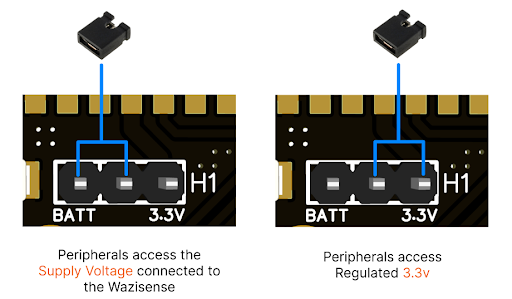 H1
BATT 3.3V
Peripherals access the
Supply Voltage connected to
the Wazisense
H1
BATT 3.3V
Peripherals access
Regulated 3.3v